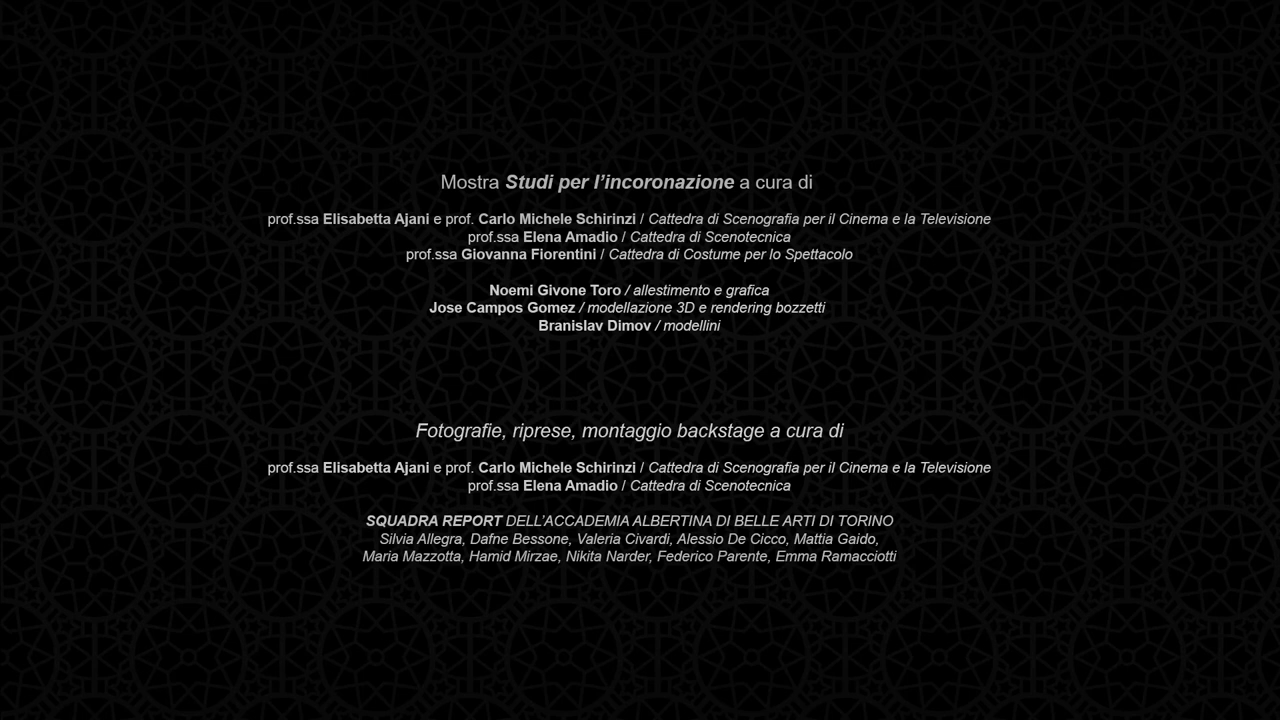 Mostra Studi per l’incoronazione a cura di
prof.ssa Elisabetta Ajani e prof. Carlo Michele Schirinzi / Cattedra di Scenografia per il Cinema e la Televisione
prof.ssa Elena Amadio / Cattedra di Scenotecnica
prof.ssa Giovanna Fiorentini / Cattedra di Costume per lo Spettacolo
Noemi Givone Toro / allestimento e grafica
Jose Campos Gomez / modellazione 3D e rendering bozzetti
Branislav Dimov / modellini
Fotografie, riprese, montaggio backstage a cura di
prof.ssa Elisabetta Ajani e prof. Carlo Michele Schirinzi / Cattedra di Scenografia per il Cinema e la Televisione
prof.ssa Elena Amadio / Cattedra di Scenotecnica
SQUADRA REPORT DELL’ACCADEMIA ALBERTINA DI BELLE ARTI DI TORINO
Silvia Allegra, Dafne Bessone, Valeria Civardi, Alessio De Cicco, Mattia Gaido,
Maria Mazzotta, Hamid Mirzae, Nikita Narder, Federico Parente, Emma Ramacciotti